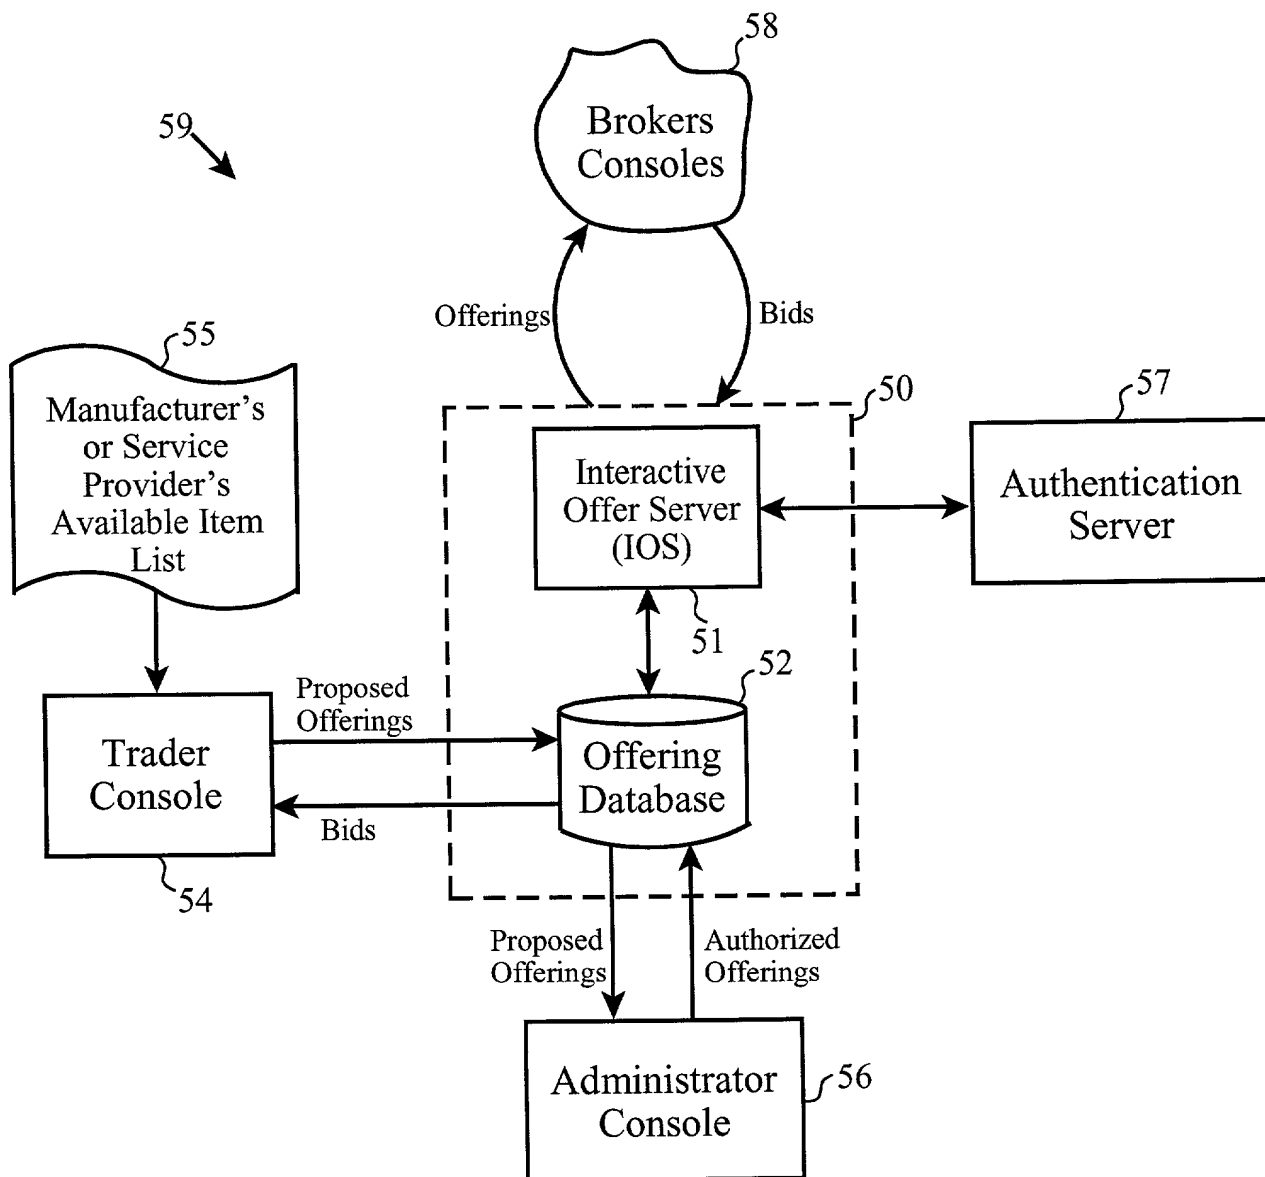 58
Brokers
Consoles
59
Offerings
Bids
55
Manufacturer's
or Service
Provider's
Available Item
List
50
57
Interactive
Offer Server
(IOS)
Authentication
Server
51
52
Proposed
Offerings
Trader
Console
Offering
Database
Bids
54
Proposed
Offerings
Authorized
Offerings
Administrator
Console
56